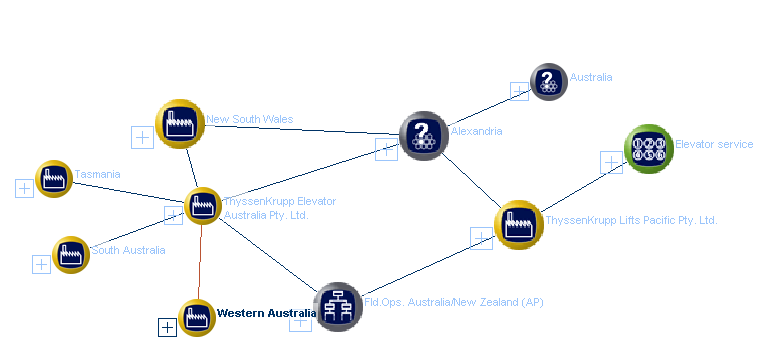 Australia
New South Wales
Alexandria
Elevator service
Tasmania
ThyssenKrupp Elevator
Australia Pty. Ltd.
ThyssenKrupp Lifts Pacific Pty. Ltd.
South Australia
Fld.Ops. Australia/New Zealand (AP)
Western Australia